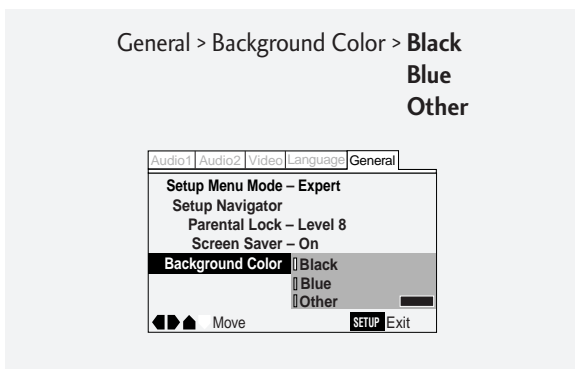 General > Background Color > Black
Blue
Other
Audio1 Audio2 Video Language General
Setup Menu Mode – Expert
Setup Navigator
Parental Lock – Level 8
Screen Saver – On
Background Color Black
Blue
Other
Move SETUP Exit